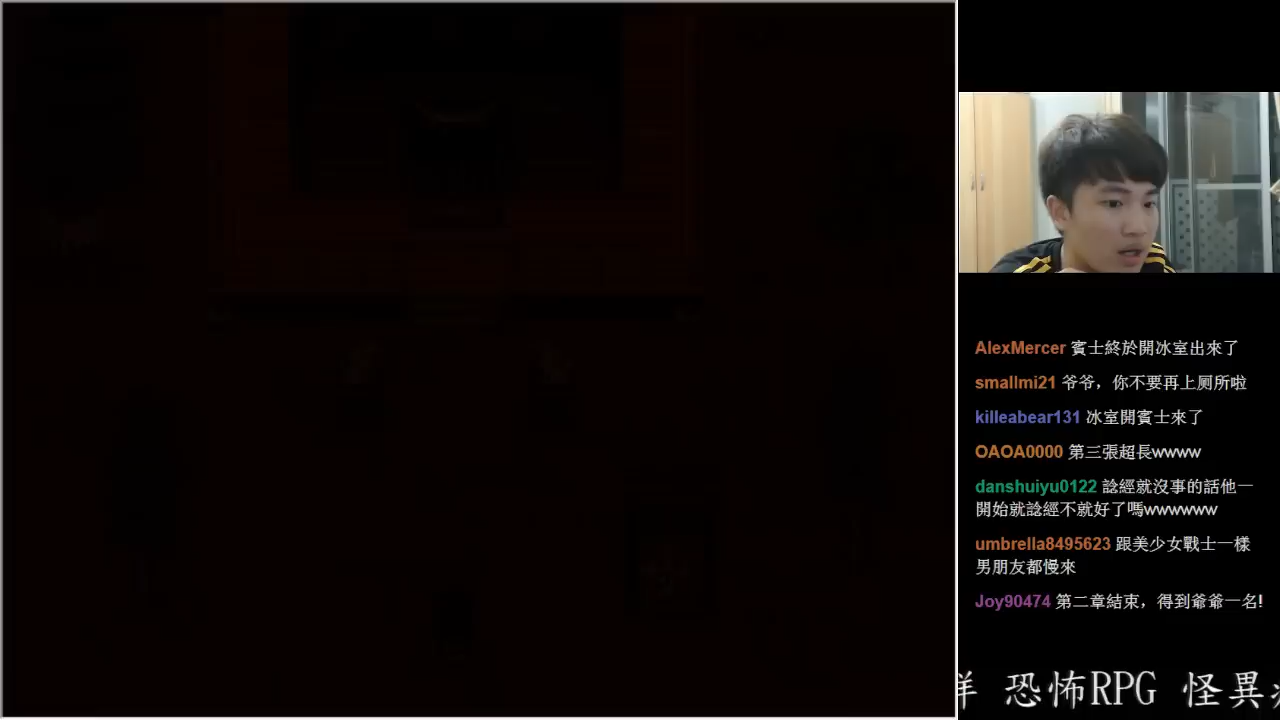 AlexMercer 賓士終於開冰室出來了
smallmi21 爷爷，你不要再上厕所啦
killeabear131 冰室開賓士來了
OAOA0000 第三張超長wwww
danshuiyu0122 諗經就沒事的話他一
開始就諗經不就好了嗎wwwwww
umbrella8495623 跟美少女戰士一樣
男朋友都慢來
Joy90474 第二章結束，得到爺爺一名!
恐怖RPG 怪異